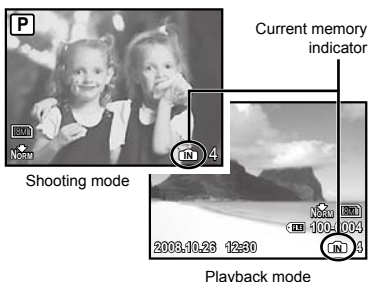 P
Current memory
indicator
8M
NORM
IN 4
Shooting mode
NORM 8M
FILE 100-0004
2008.10.26 12:30 IN 4
Playback mode